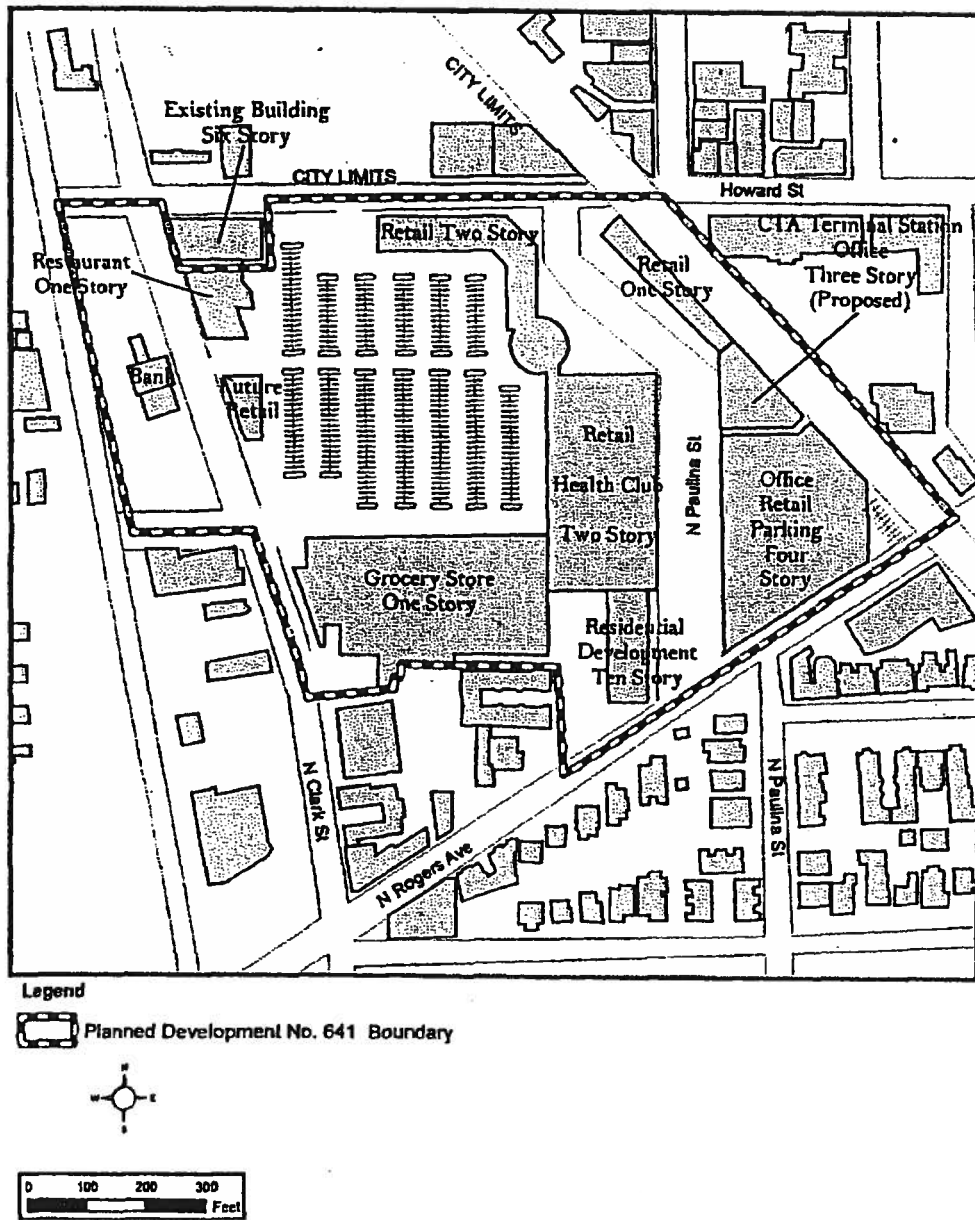 CITY LIMITS
Existing Building
Six Story
CITY LIMITS
Howard St
Retail Two Story
CTA Terminal Station
Office
Three Story
(Proposed)
Restaurant
One Story
Retail
One Story
Bank
Future
Retail
Retail
Health Club
Two Story
N Paulina St
Office
Retail
Parking
Four
Story
Grocery Store
One Story
Residential
Development
Ten Story
N Clark St
N Rogers Ave
N Paulina St
Legend
Planned Development No. 641 Boundary
N
W
E
S
0 100 200 300
Feet